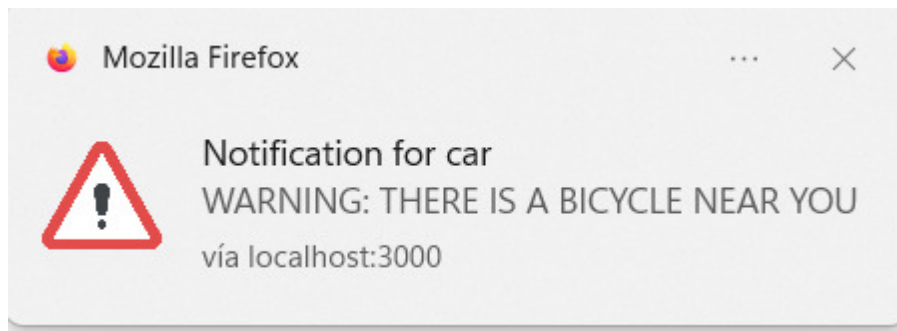 Mozilla Firefox
Notification for car
WARNING: THERE IS A BICYCLE NEAR YOU
vía localhost:3000